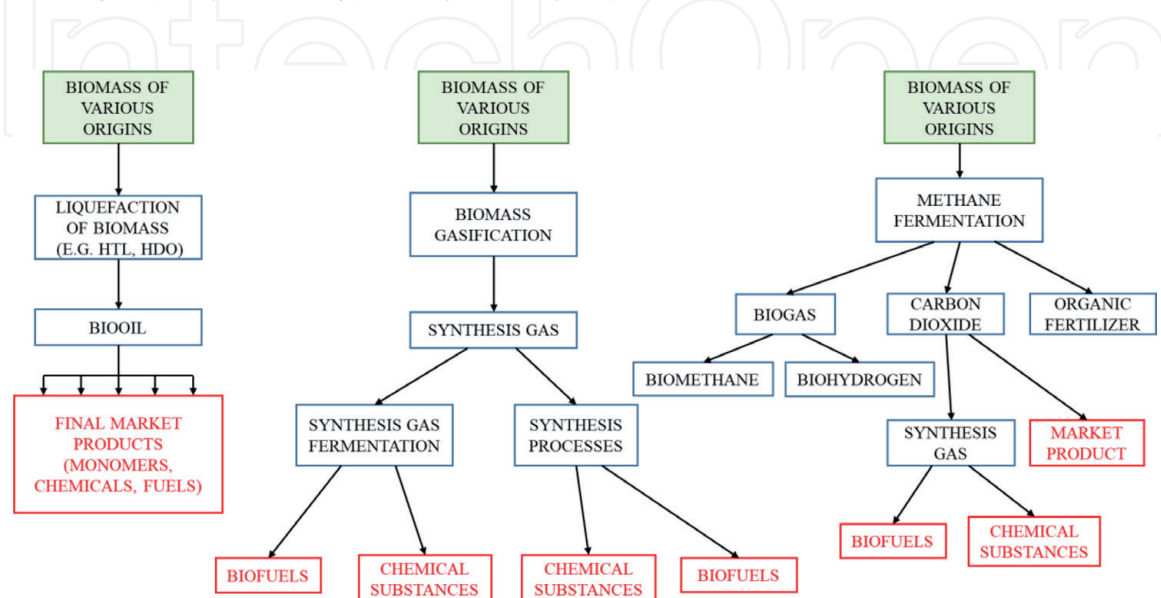 IntechOpen
BIOMASS OF
VARIOUS
ORIGINS
LIQUEFACTION
OF BIOMASS
(E.G. HTL, HDO)
BIOOIL
FINAL MARKET
PRODUCTS
(MONOMERS,
CHEMICALS, FUELS)
BIOMASS OF
VARIOUS
ORIGINS
BIOMASS
GASIFICATION
SYNTHESIS GAS
SYNTHESIS GAS
FERMENTATION
SYNTHESIS
PROCESSES
BIOFUELS
CHEMICAL
SUBSTANCES
CHEMICAL
SUBSTANCES
BIOFUELS
BIOMASS OF
VARIOUS
ORIGINS
METHANE
FERMENTATION
BIOGAS
CARBON
DIOXIDE
ORGANIC
FERTILIZER
BIOMETHANE
BIOHYDROGEN
SYNTHESIS
GAS
MARKET
PRODUCT
BIOFUELS
CHEMICAL
SUBSTANCES